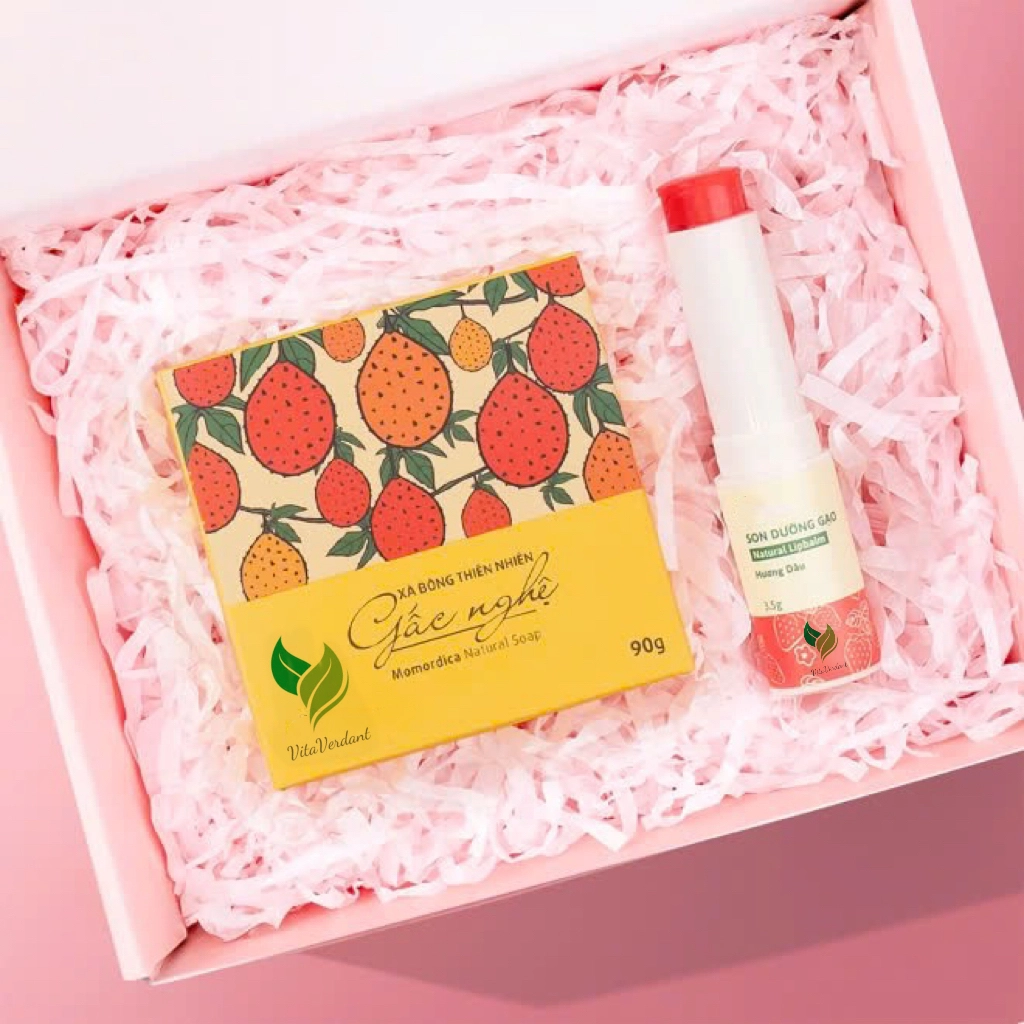 XÀ BÔNG THIÊN NHIÊN
Gấc nghệ
Momordica Natural Soap
90g
VitaVerdant
SON DƯỠNG GẠO
Natural Lipbalm
Hương Dâu
3.5g
VitaVerdant